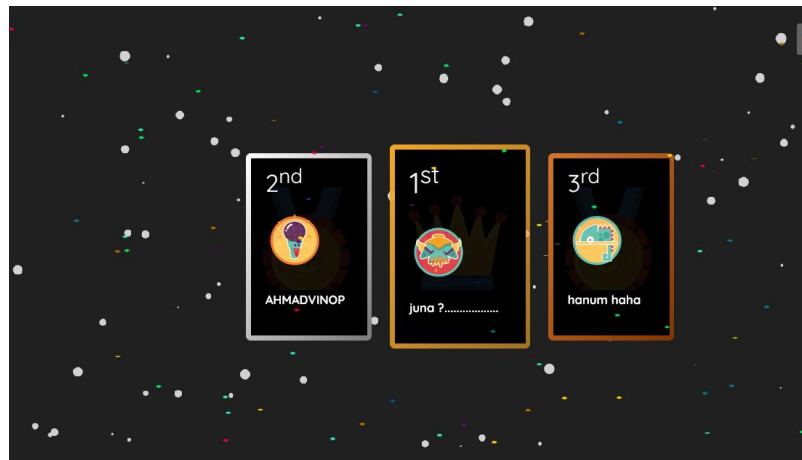 2nd
AHMADVINOP
1st
juna ?.................
3rd
hanum haha